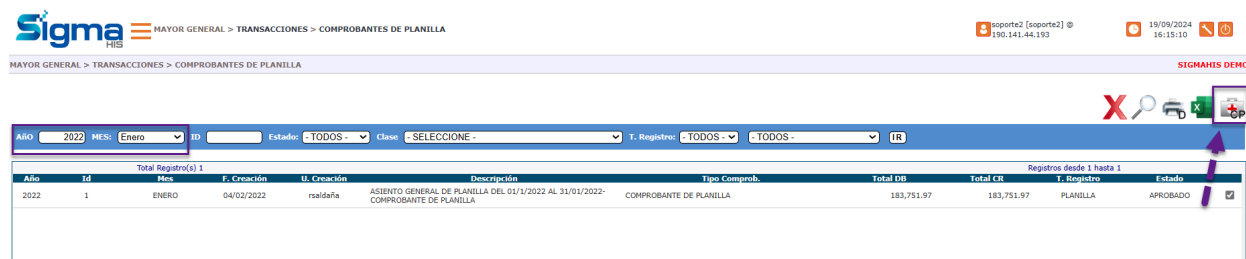 Sigma
HIS
MAYOR GENERAL > TRANSACCIONES > COMPROBANTES DE PLANILLA
soporte2 [soporte2] @
190.141.44.193
19/09/2024
16:15:10
MAYOR GENERAL > TRANSACCIONES > COMPROBANTES DE PLANILLA
SIGMAHIS DEMO
D
CP
AñO 2022 MES: Enero ID Estado: - TODOS - Clase - SELECCIONE - T. Registro: - TODOS - - TODOS - IR
Total Registro(s) 1 Registros desde 1 hasta 1
Año Id Mes F. Creación U. Creación Descripción Tipo Comprob. Total DB Total CR T. Registro Estado
2022 1 ENERO 04/02/2022 rsaldaña ASIENTO GENERAL DE PLANILLA DEL 01/1/2022 AL 31/01/2022- COMPROBANTE DE PLANILLA 183,751.97 183,751.97 PLANILLA APROBADO
COMPROBANTE DE PLANILLA